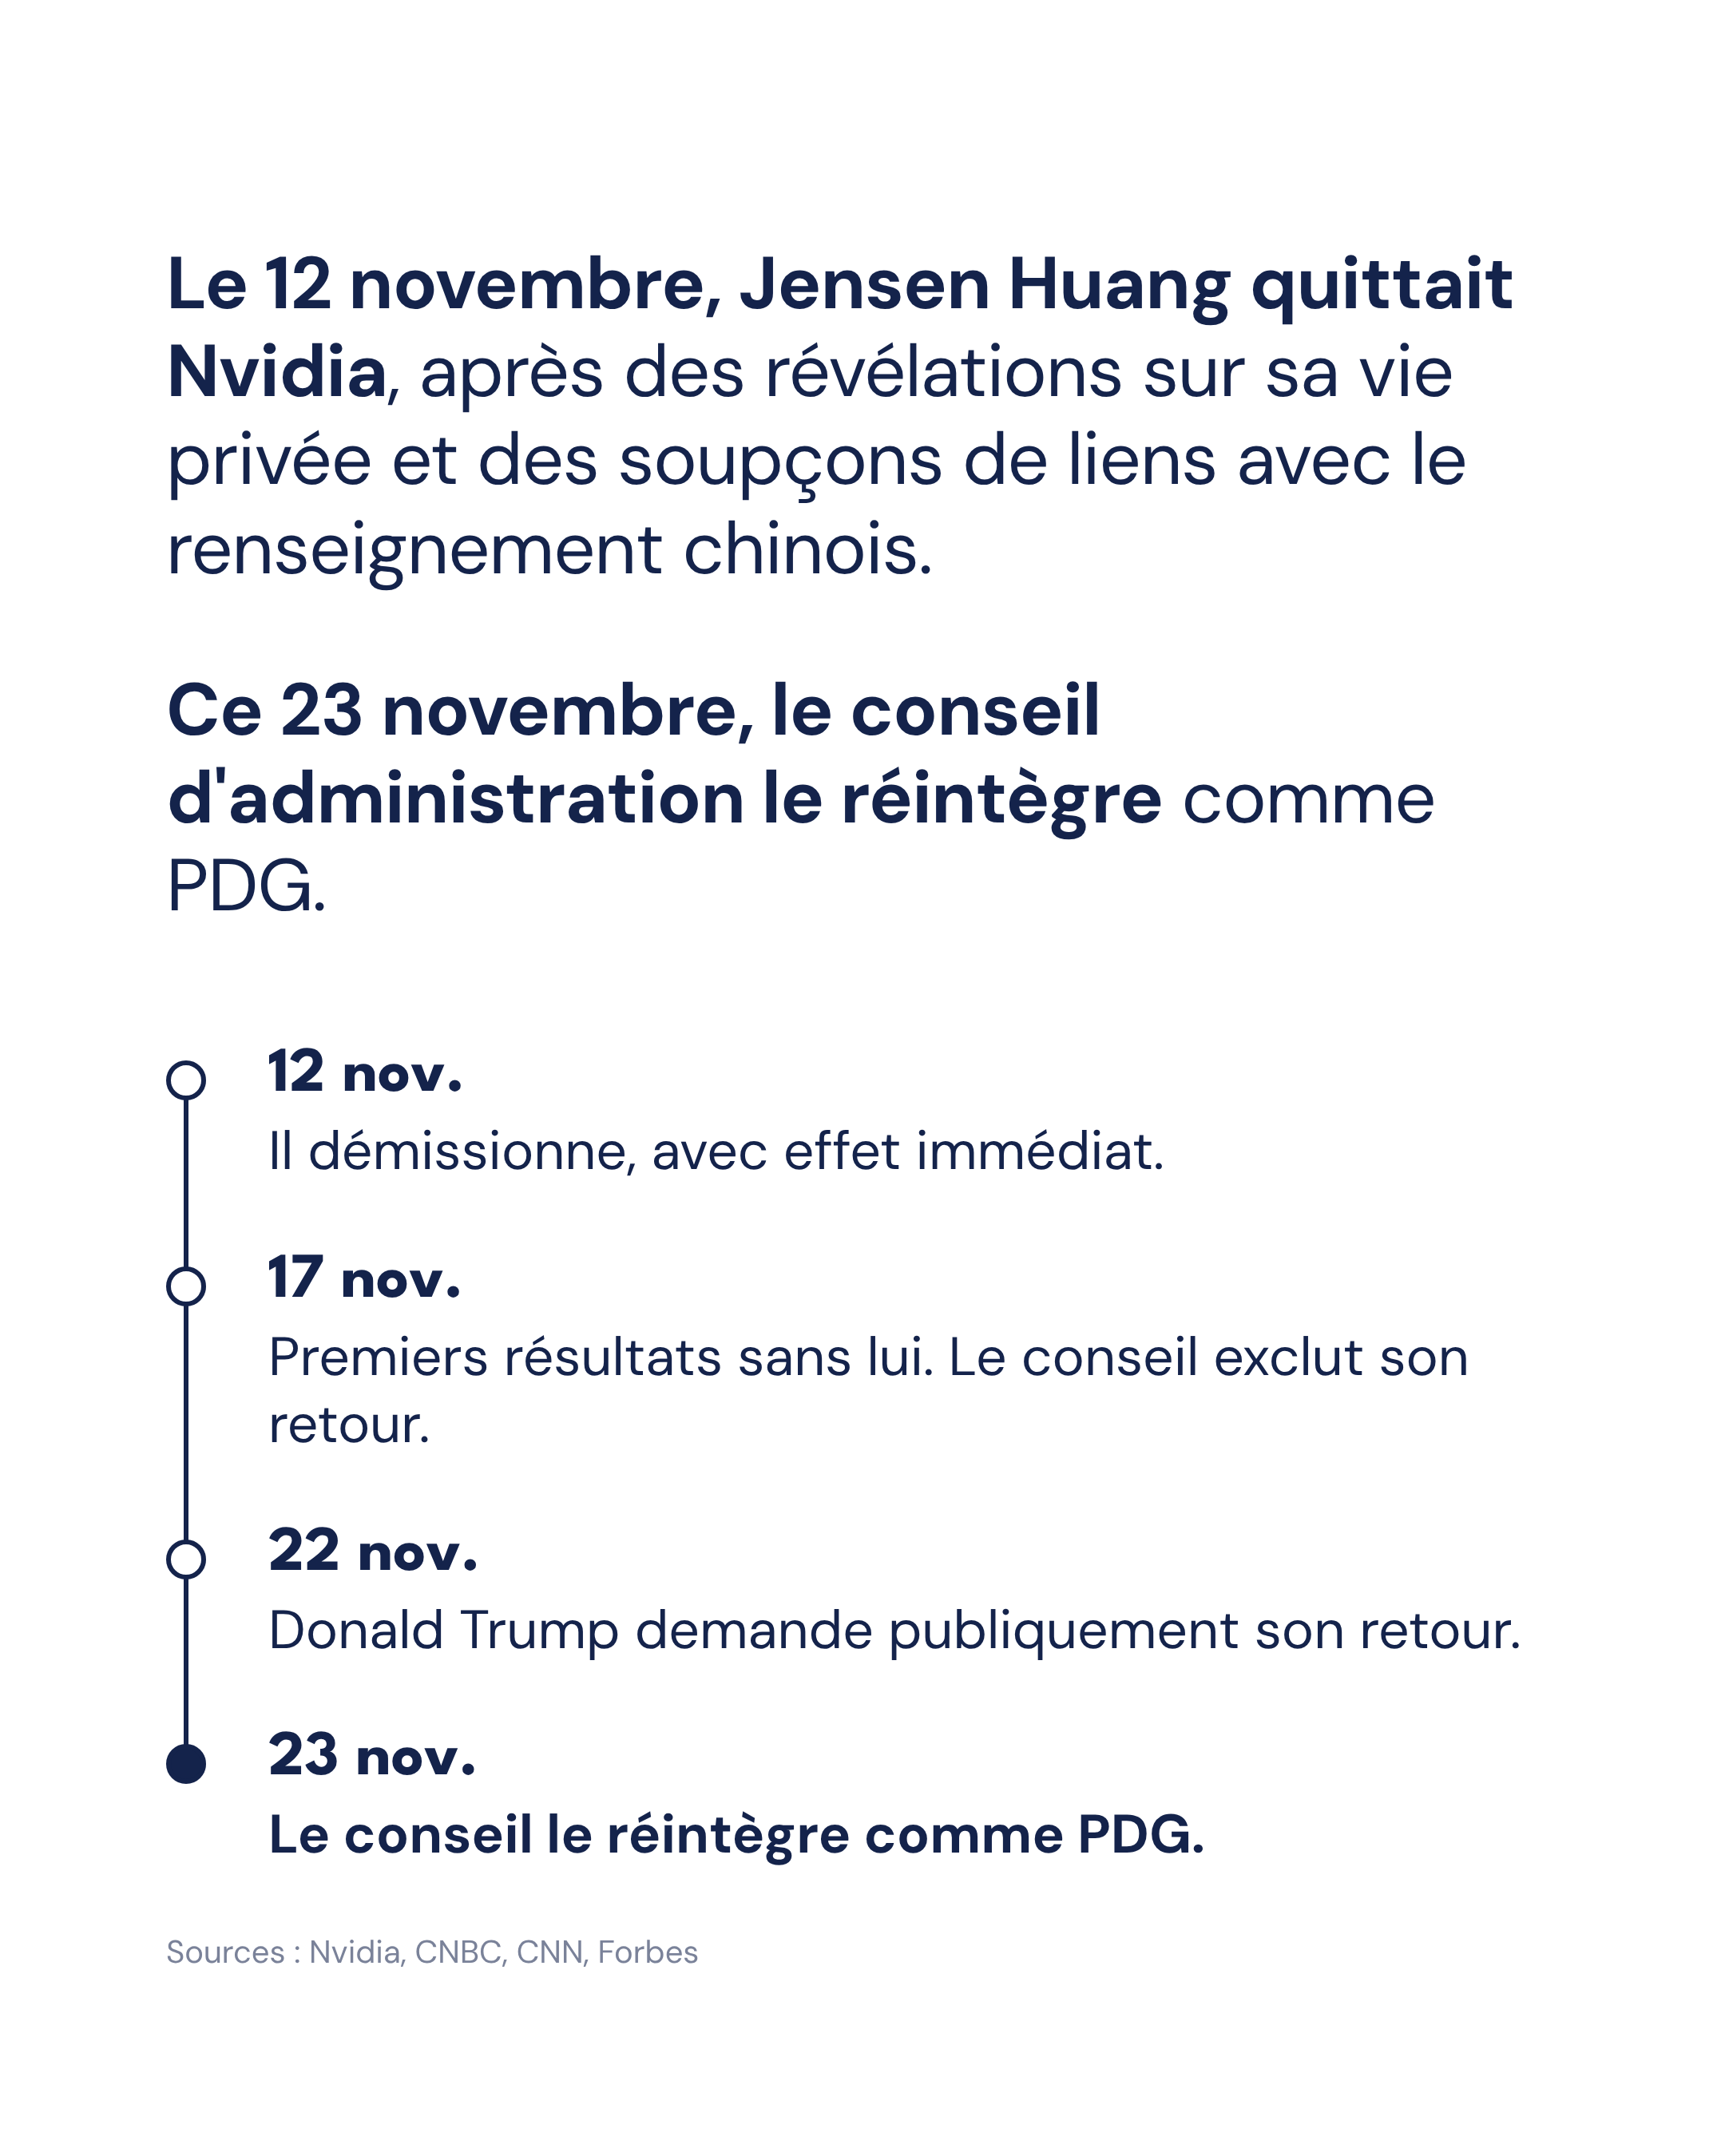 Le 12 novembre, Jensen Huang quittait
Nvidia, après des révélations sur sa vie
privée et des soupçons de liens avec le
renseignement chinois.
Ce 23 novembre, le conseil
d'administration le réintègre comme
PDG.
12 nov.
Il démissionne, avec effet immédiat.
17 nov.
Premiers résultats sans lui. Le conseil exclut son
retour.
22 nov.
Donald Trump demande publiquement son retour.
23 nov.
Le conseil le réintègre comme PDG.
Sources : Nvidia, CNBC, CNN, Forbes